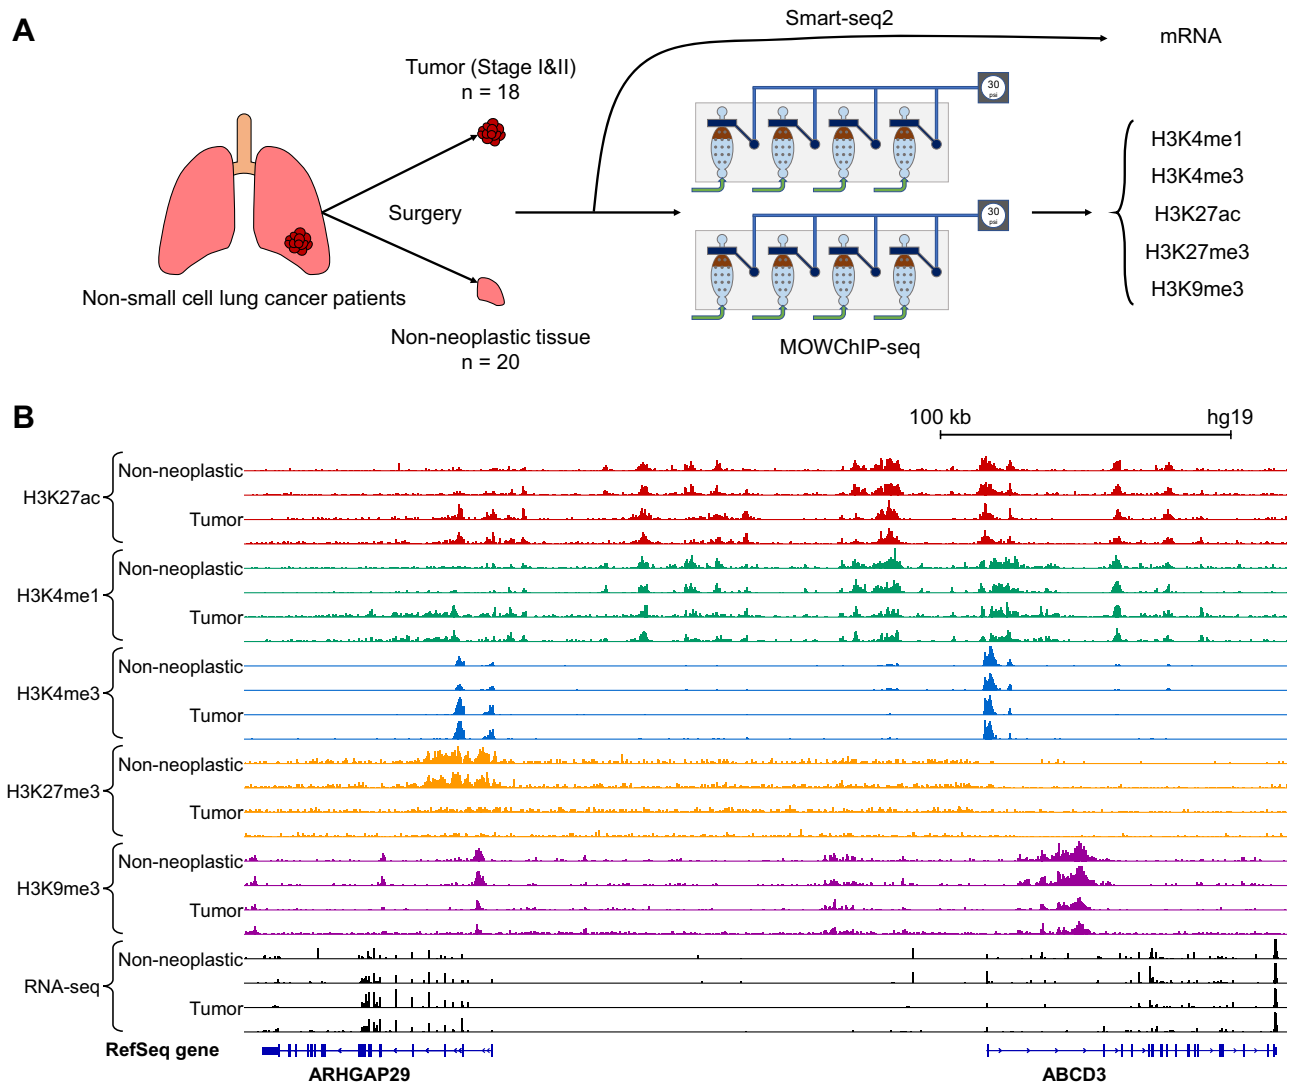 A
Smart-seq2
mRNA
Tumor (Stage I&II)
n = 18
30
psi
H3K4me1
H3K4me3
H3K27ac
H3K27me3
H3K9me3
Surgery
30
psi
Non-small cell lung cancer patients
Non-neoplastic tissue
n = 20
MOWChIP-seq
B
100 kb
hg19
H3K27ac
Non-neoplastic
Tumor
H3K4me1
Non-neoplastic
Tumor
H3K4me3
Non-neoplastic
Tumor
H3K27me3
Non-neoplastic
Tumor
H3K9me3
Non-neoplastic
Tumor
RNA-seq
Non-neoplastic
Tumor
RefSeq gene
ARHGAP29
ABCD3